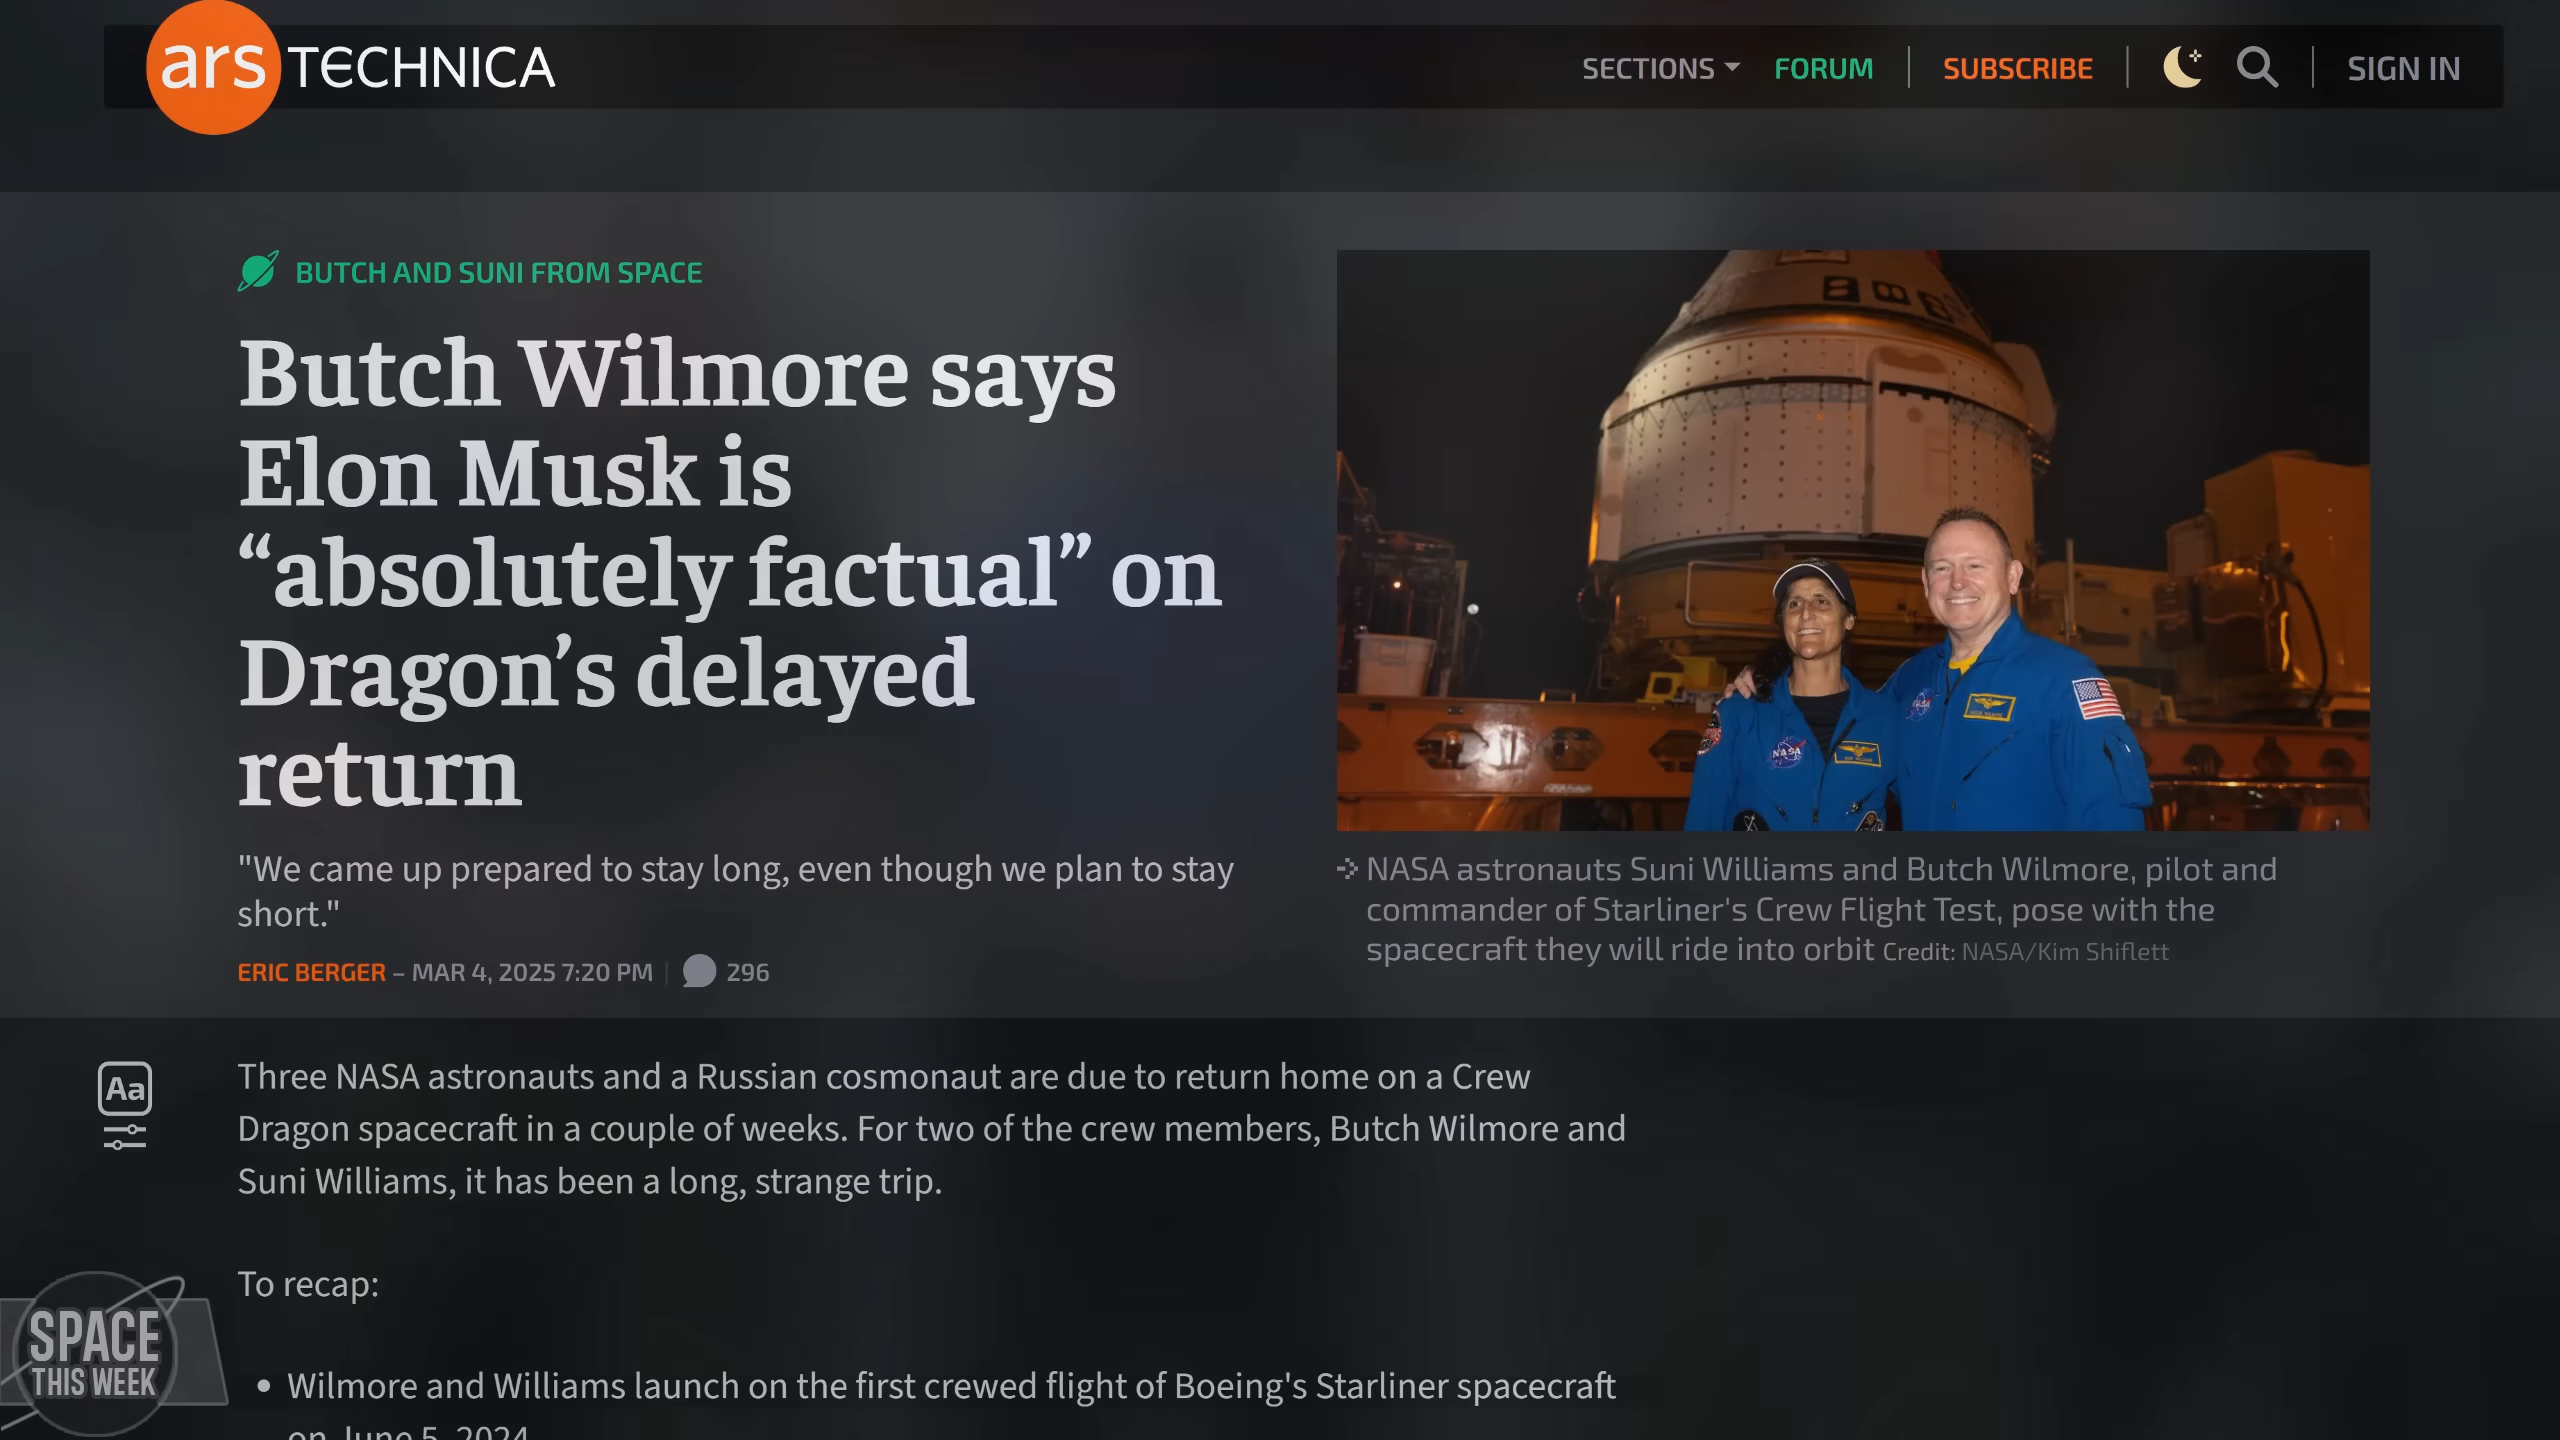 ars TECHNICA
SECTIONS FORUM SUBSCRIBE SIGN IN
BUTCH AND SUNI FROM SPACE
Butch Wilmore says
Elon Musk is
“absolutely factual” on
Dragon’s delayed
return
"We came up prepared to stay long, even though we plan to stay
short."
ERIC BERGER – MAR 4, 2025 7:20 PM 296
NASA astronauts Suni Williams and Butch Wilmore, pilot and
commander of Starliner's Crew Flight Test, pose with the
spacecraft they will ride into orbit Credit: NASA/Kim Shiflett
NASA
Aa
Three NASA astronauts and a Russian cosmonaut are due to return home on a Crew
Dragon spacecraft in a couple of weeks. For two of the crew members, Butch Wilmore and
Suni Williams, it has been a long, strange trip.
To recap:
• Wilmore and Williams launch on the first crewed flight of Boeing's Starliner spacecraft
on June 5, 2024
SPACE
THIS WEEK